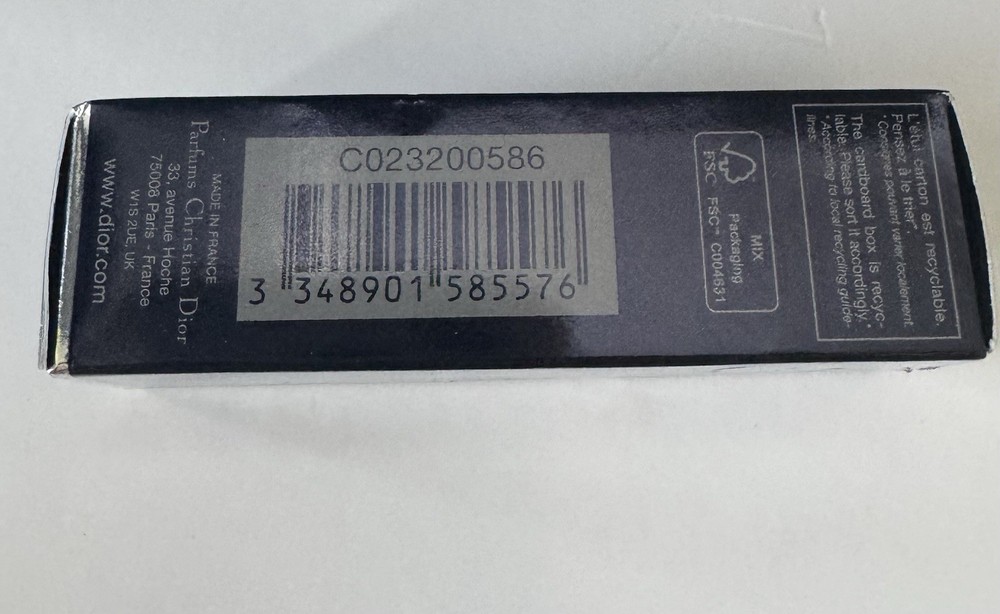 Parfums Christian Dior
MADE IN FRANCE
33, avenue Hoche
75008 Paris - France
W1S 2UE, UK
www.dior.com
C023200586
3 348901 585576
FSC
MIX
Packaging
FSC™ C004631
L'étui carton est recyclable.
Pensez à le trier*.
*Consignes pouvant varier localement.
The cardboard box is recyc-
lable. Please sort it accordingly.*
*According to local recycling guide-
lines.